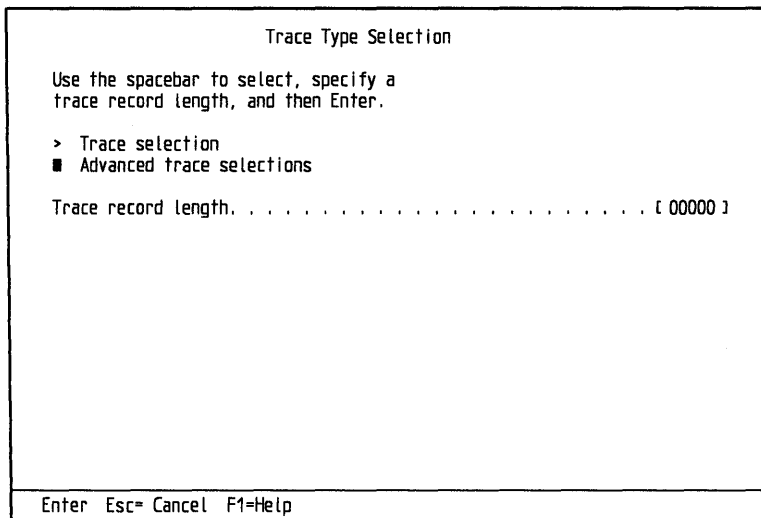 Trace Type Selection
Use the spacebar to select, specify a
trace record length, and then Enter.
> Trace selection
■ Advanced trace selections
Trace record length. . . . . . . . . . . . . . . . . . . . . . . [ 00000 ]
Enter Esc= Cancel F1=Help